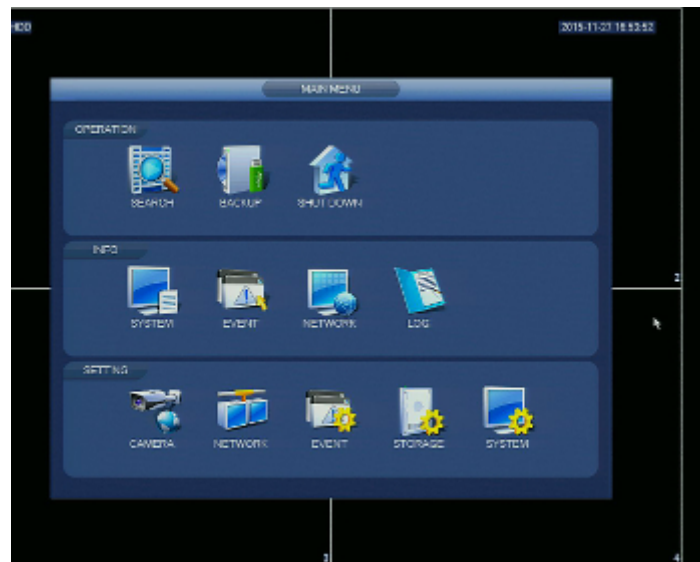 HDD
2015-11-27 16:53:52
MAIN MENU
OPERATION
SEARCH BACKUP SHUTDOWN
INFO
SYSTEM EVENT NETWORK LOG
2
SETTING
CAMERA NETWORK EVENT STORAGE SYSTEM
3 4